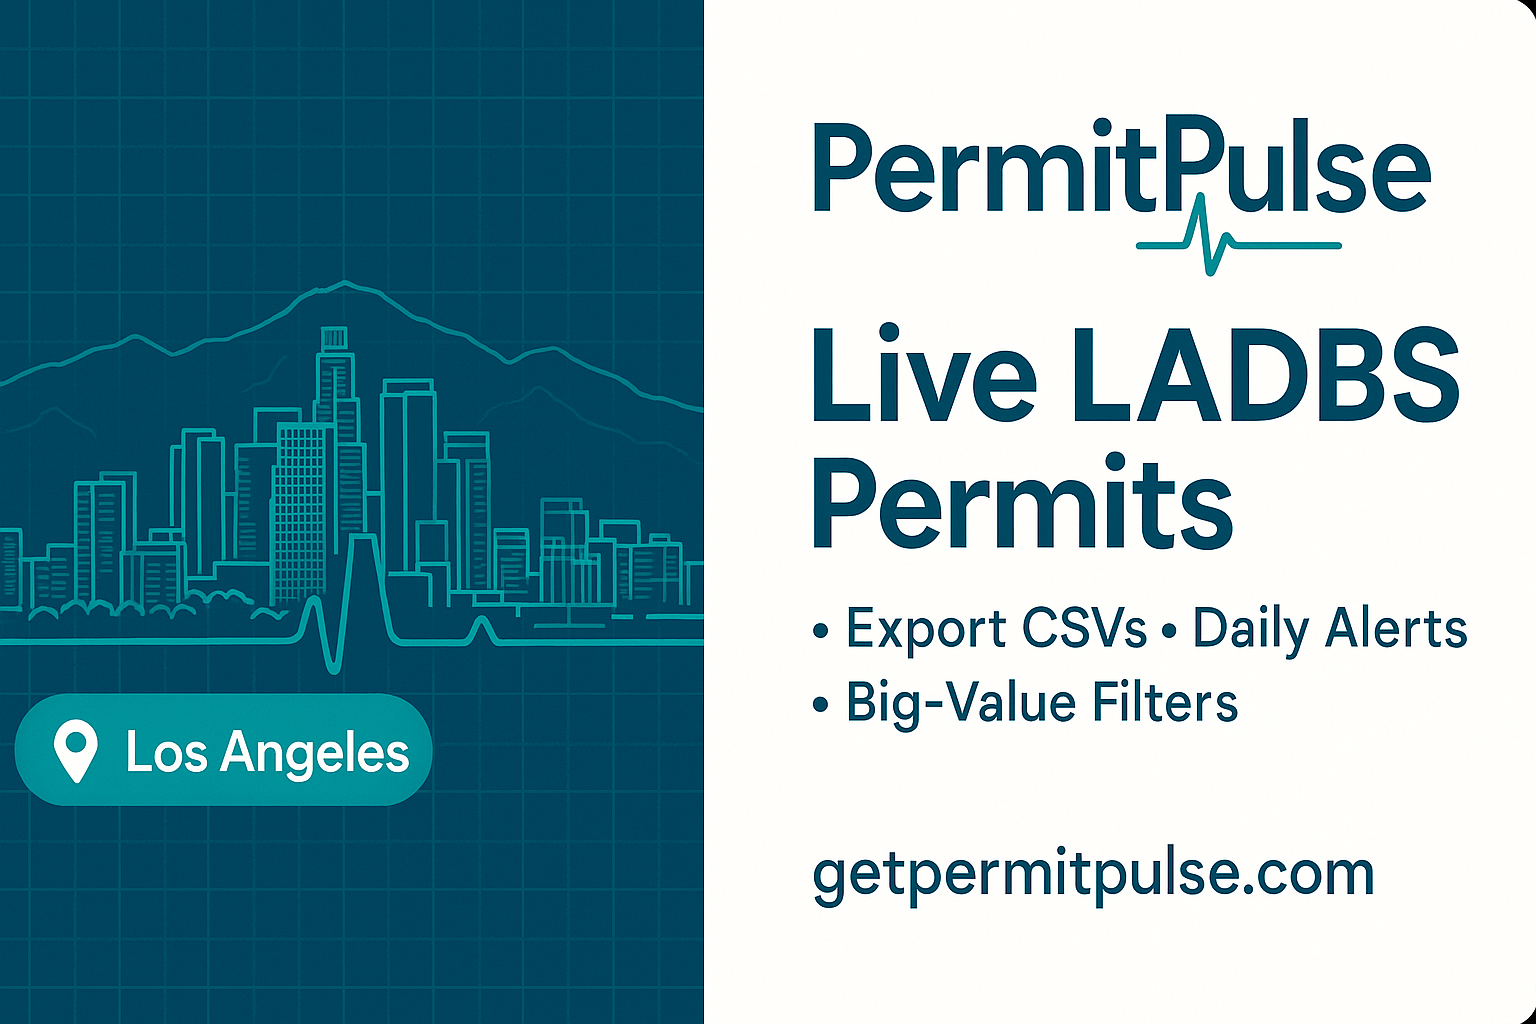 Los Angeles
PermitPulse
Live LADBS
Permits
• Export CSVs • Daily Alerts
• Big-Value Filters
getpermitpulse.com